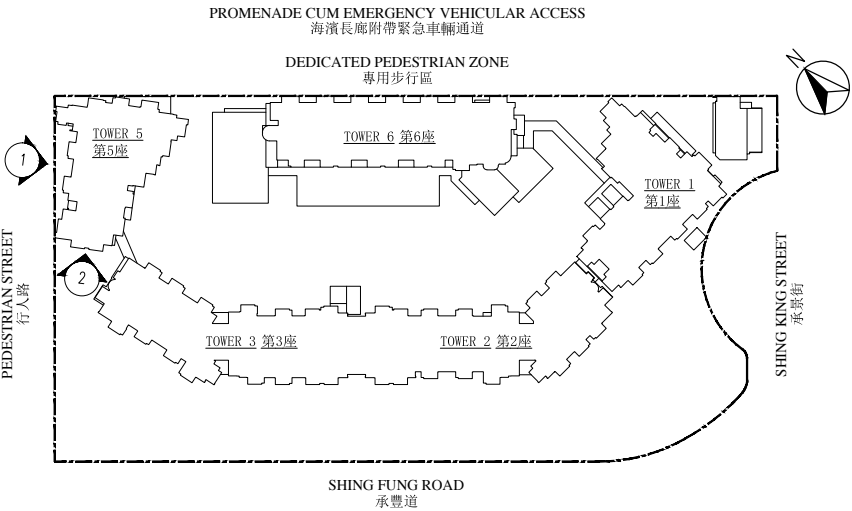 PROMENADE CUM EMERGENCY VEHICULAR ACCESS
海濱長廊附帶緊急車輛通道
DEDICATED PEDESTRIAN ZONE
專用步行區
N
TOWER 5
第5座
TOWER 6 第6座
TOWER 1
第1座
1
2
PEDESTRIAN STREET
行人路
SHING KING STREET
承景街
TOWER 3 第3座
TOWER 2 第2座
SHING FUNG ROAD
承豐道